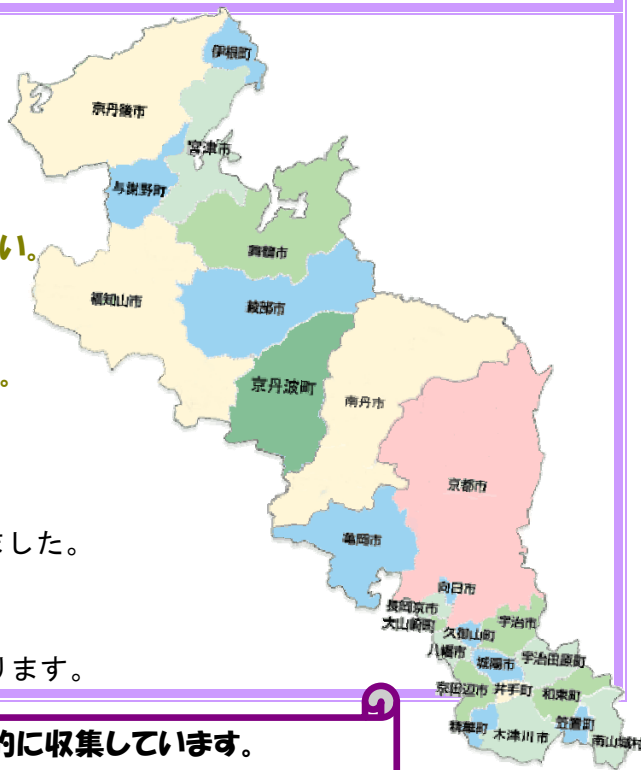 伊根町
京丹後市
宮津市
与謝野町
い。
舞鶴市
福知山市
綾部市
。
京丹波町
南丹市
京都市
ました。
亀岡市
向日市
長岡京市
大山崎町
久御山町
宇治市
八幡市
城陽市
宇治田原町
ります。
京田辺市
井手町
和束町
精華町
木津川市
笠置町
南山城村
的に収集しています。